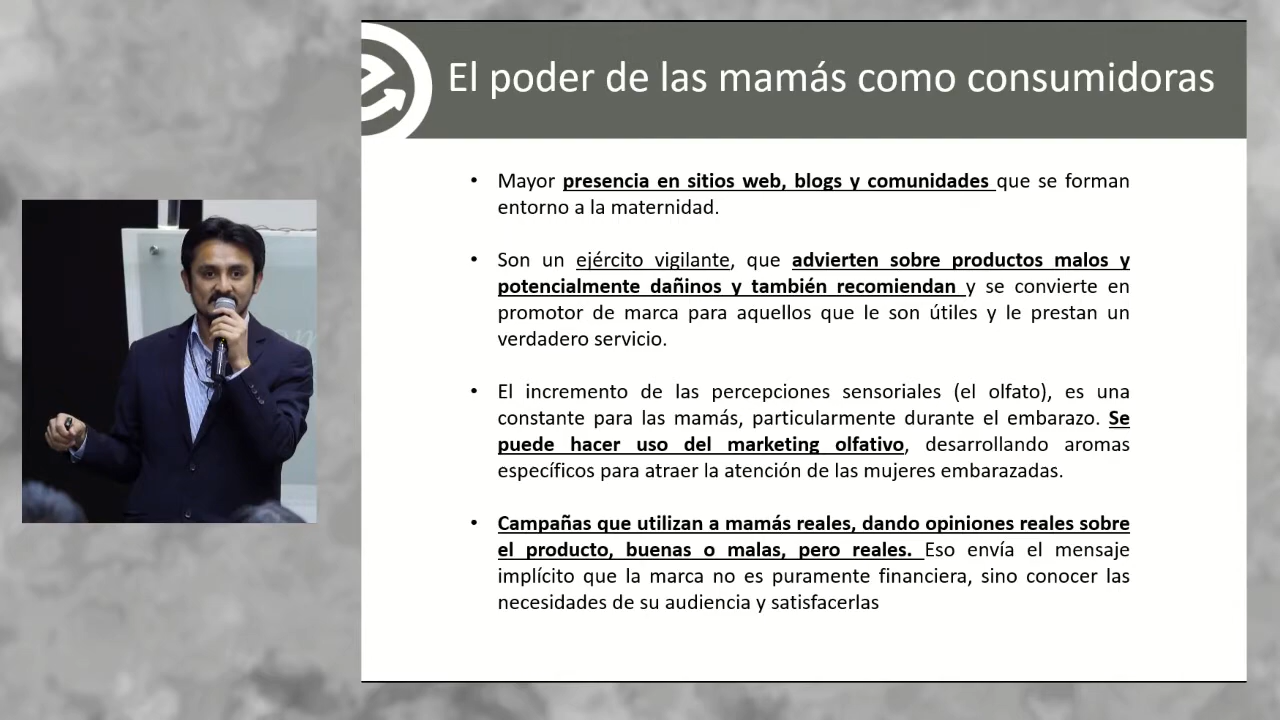 El poder de las mamás como consumidoras
• Mayor presencia en sitios web, blogs y comunidades que se forman
entorno a la maternidad.
• Son un ejército vigilante, que advierten sobre productos malos y
potencialmente dañinos y también recomiendan y se convierte en
promotor de marca para aquellos que le son útiles y le prestan un
verdadero servicio.
• El incremento de las percepciones sensoriales (el olfato), es una
constante para las mamás, particularmente durante el embarazo. Se
puede hacer uso del marketing olfativo, desarrollando aromas
específicos para atraer la atención de las mujeres embarazadas.
• Campañas que utilizan a mamás reales, dando opiniones reales sobre
el producto, buenas o malas, pero reales. Eso envía el mensaje
implícito que la marca no es puramente financiera, sino conocer las
necesidades de su audiencia y satisfacerlas